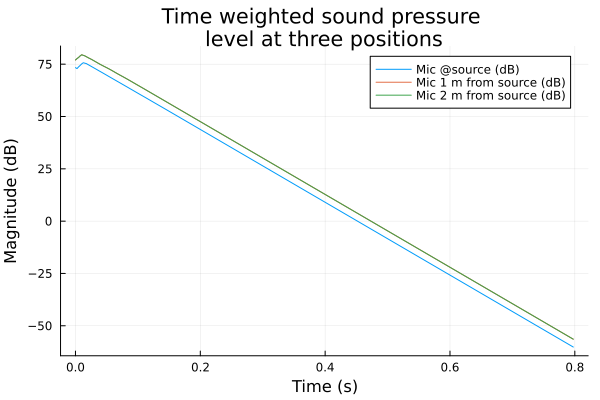 Time weighted sound pressure
level at three positions
Mic @source (dB)
Mic 1 m from source (dB)
Mic 2 m from source (dB)
Magnitude (dB)
75
50
25
0
−25
−50
0.0 0.2 0.4 0.6 0.8
Time (s)